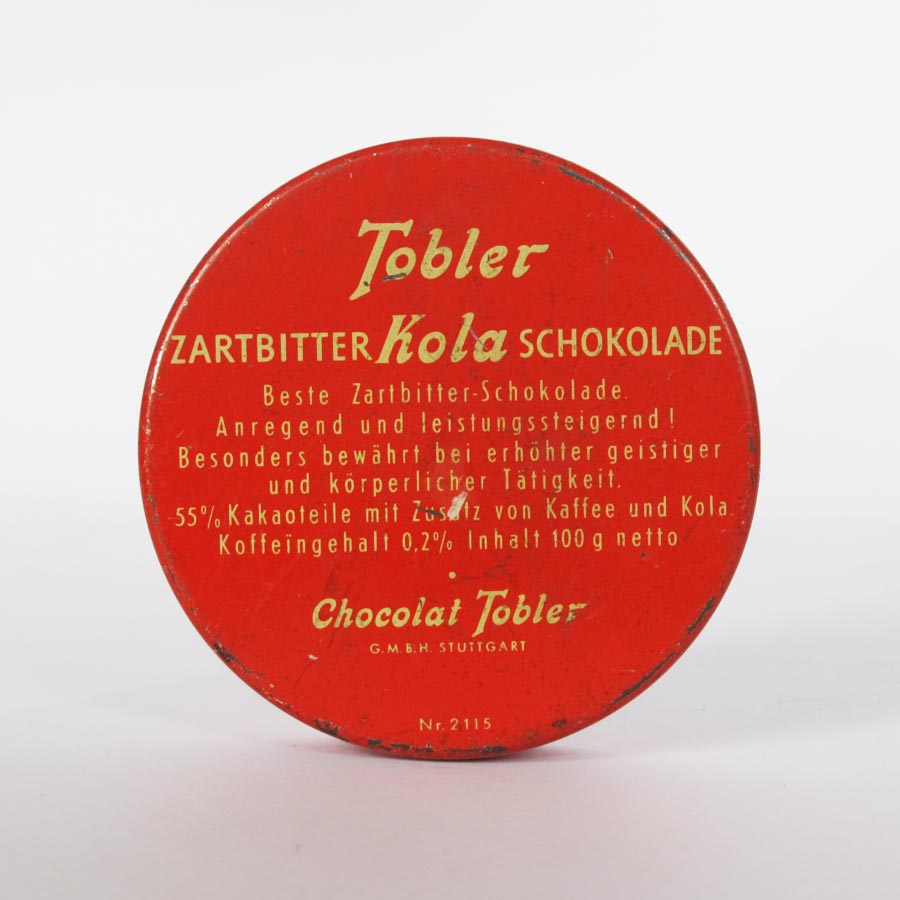 Tobler
ZARTBITTER Kola SCHOKOLADE
Beste Zartbitter-Schokolade.
Anregend und leistungssteigernd!
Besonders bewährt bei erhöhter geistiger
und körperlicher Tätigkeit.
55% Kakaoteile mit Zusatz von Kaffee und Kola.
Koffeingehalt 0,2% Inhalt 100 g netto
Chocolat Tobler
G.M.B.H. STUTTGART
Nr. 2115